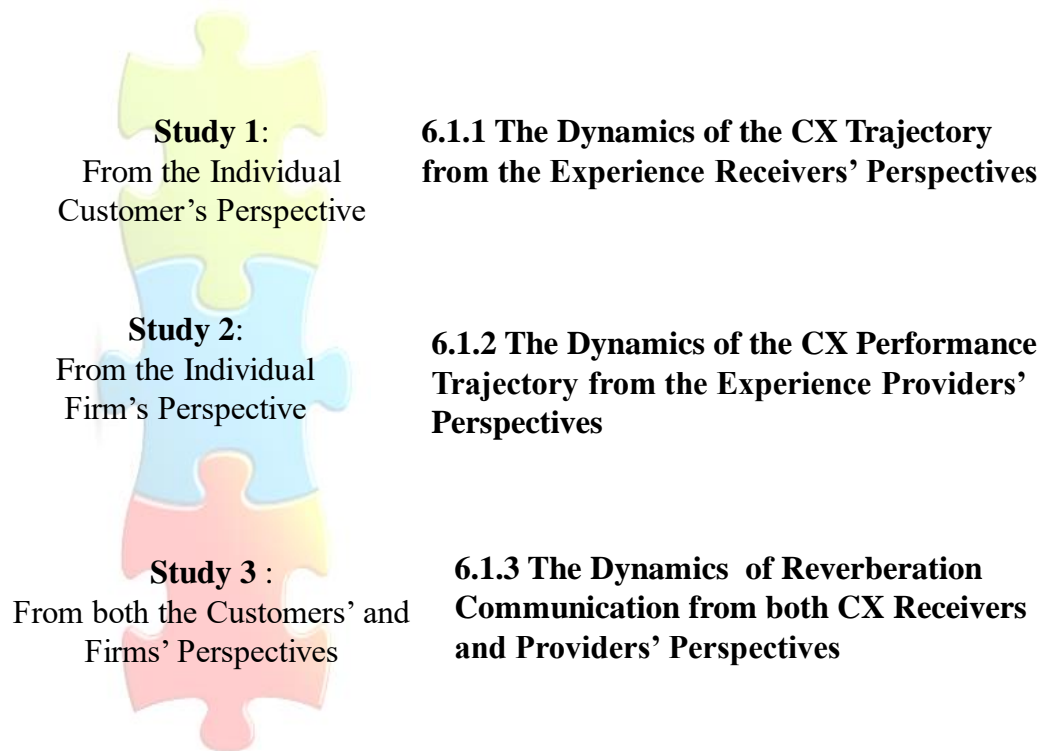 Study 1:
From the Individual
Customer’s Perspective
6.1.1 The Dynamics of the CX Trajectory
from the Experience Receivers’ Perspectives
Study 2:
From the Individual
Firm’s Perspective
6.1.2 The Dynamics of the CX Performance
Trajectory from the Experience Providers’
Perspectives
Study 3 :
From both the Customers’ and
Firms’ Perspectives
6.1.3 The Dynamics of Reverberation
Communication from both CX Receivers
and Providers’ Perspectives